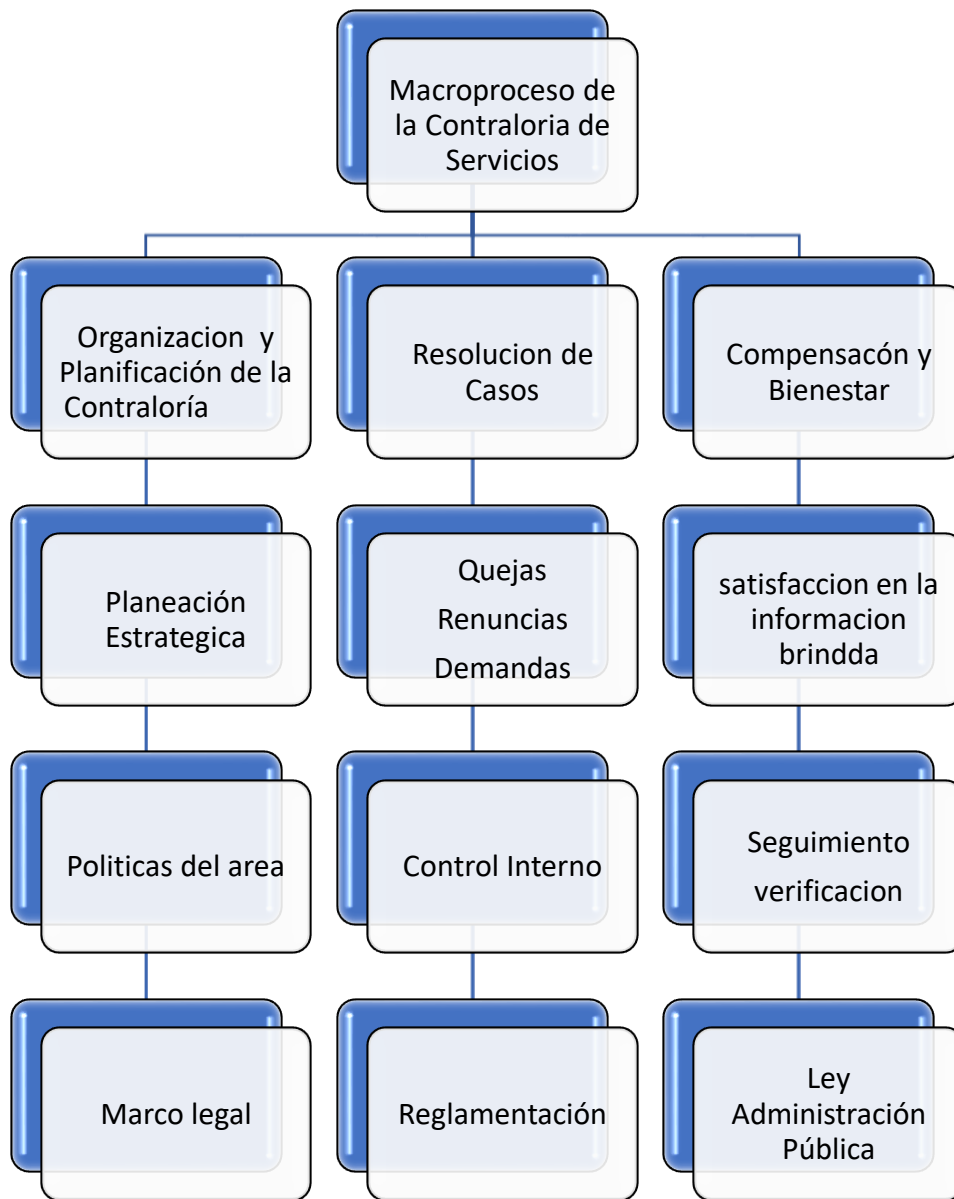 Macroproceso de
la Contraloria de
Servicios
Organizacion y
Planificación de la
Contraloría
Resolucion de
Casos
Compensacón y
Bienestar
Planeación
Estrategica
Quejas
Renuncias
Demandas
satisfaccion en la
informacion
brindda
Politicas del area
Control Interno
Seguimiento
verificacion
Marco legal
Reglamentación
Ley
Administración
Pública